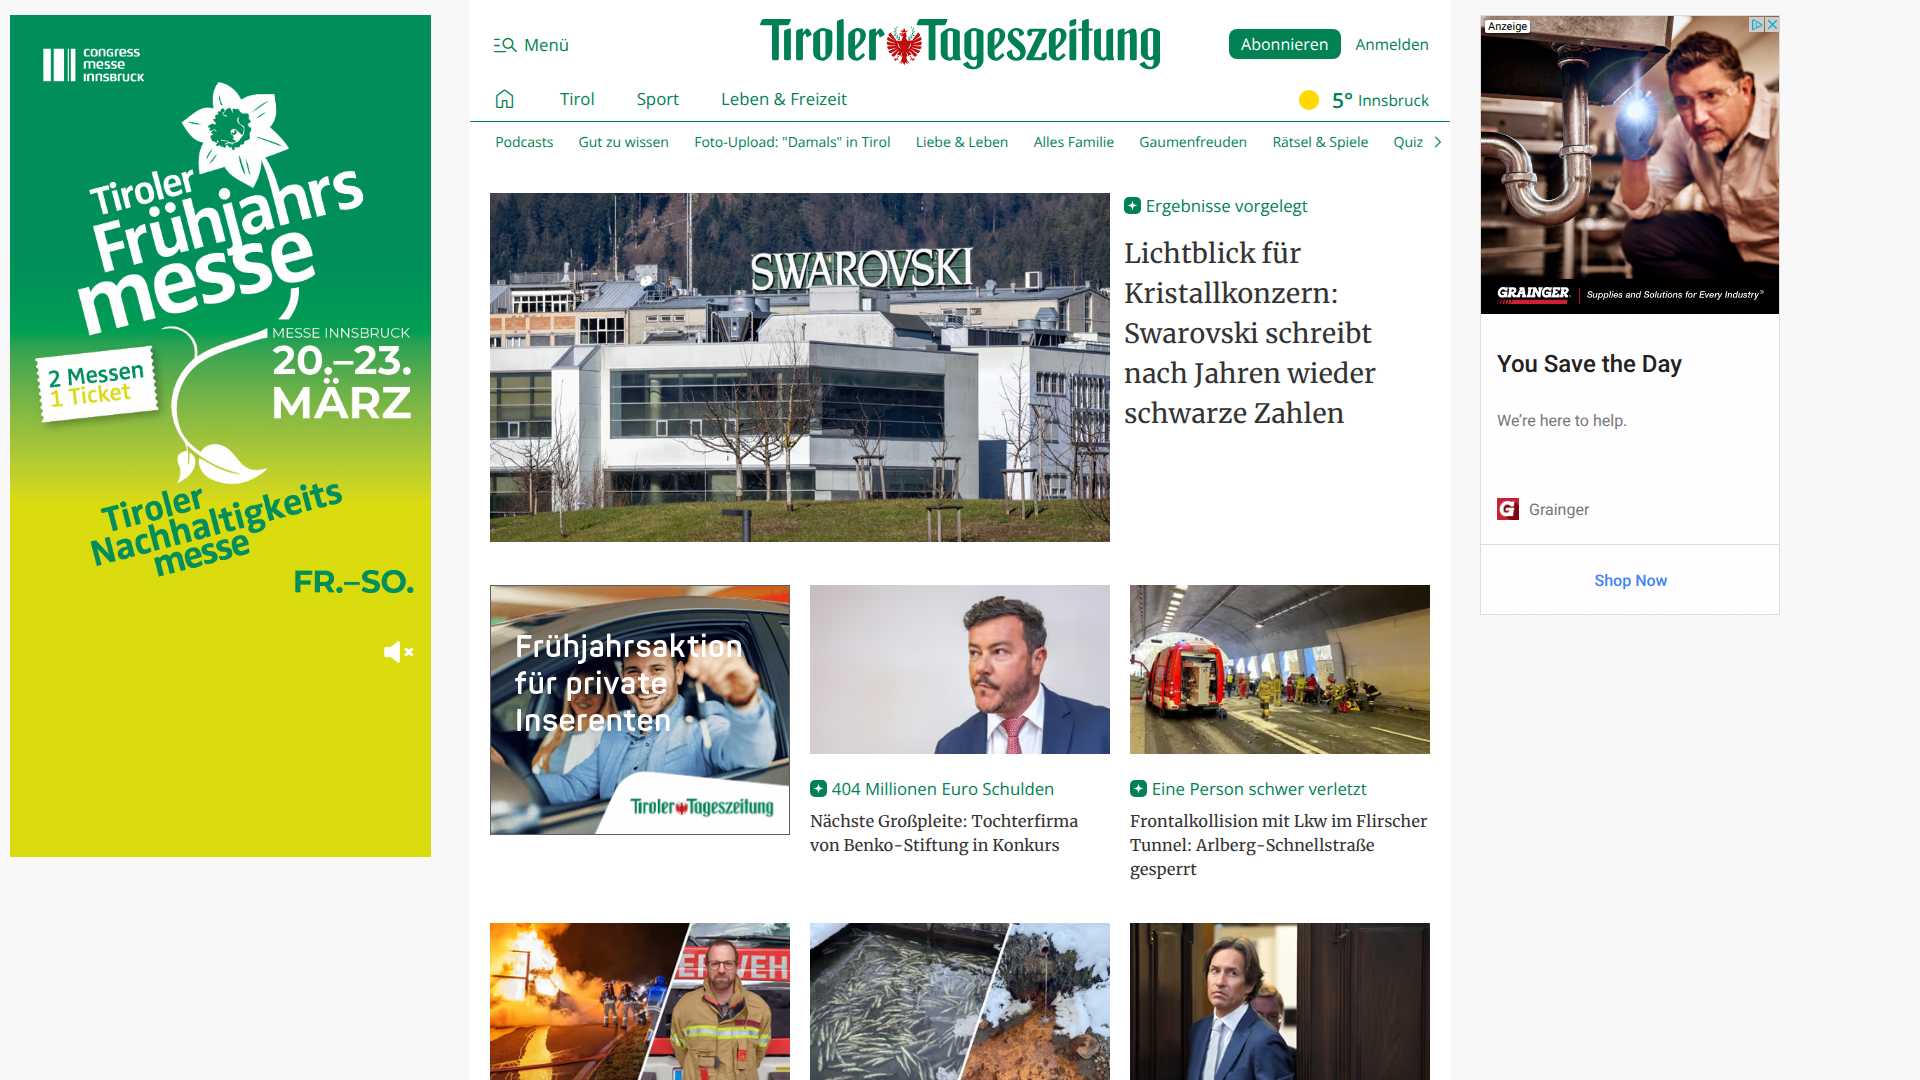 congress
messe
innsbruck
Tiroler
Frühjahrs
messe
MESSE INNSBRUCK
20.–23.
MÄRZ
2 Messen
1 Ticket
Tiroler
Nachhaltigkeits
messe
FR.–SO.
Menü
Tiroler Tageszeitung
Abonnieren
Anmelden
Tirol
Sport
Leben & Freizeit
5° Innsbruck
Podcasts
Gut zu wissen
Foto-Upload: "Damals" in Tirol
Liebe & Leben
Alles Familie
Gaumenfreuden
Rätsel & Spiele
Quiz
SWAROVSKI
Ergebnisse vorgelegt
Lichtblick für
Kristallkonzern:
Swarovski schreibt
nach Jahren wieder
schwarze Zahlen
Frühjahrsaktion
für private
Inserenten
Tiroler Tageszeitung
404 Millionen Euro Schulden
Nächste Großpleite: Tochterfirma
von Benko-Stiftung in Konkurs
Eine Person schwer verletzt
Frontalkollision mit Lkw im Flirscher
Tunnel: Arlberg-Schnellstraße
gesperrt
Anzeige
GRAINGER
Supplies and Solutions for Every Industry®
You Save the Day
We're here to help.
G
Grainger
Shop Now